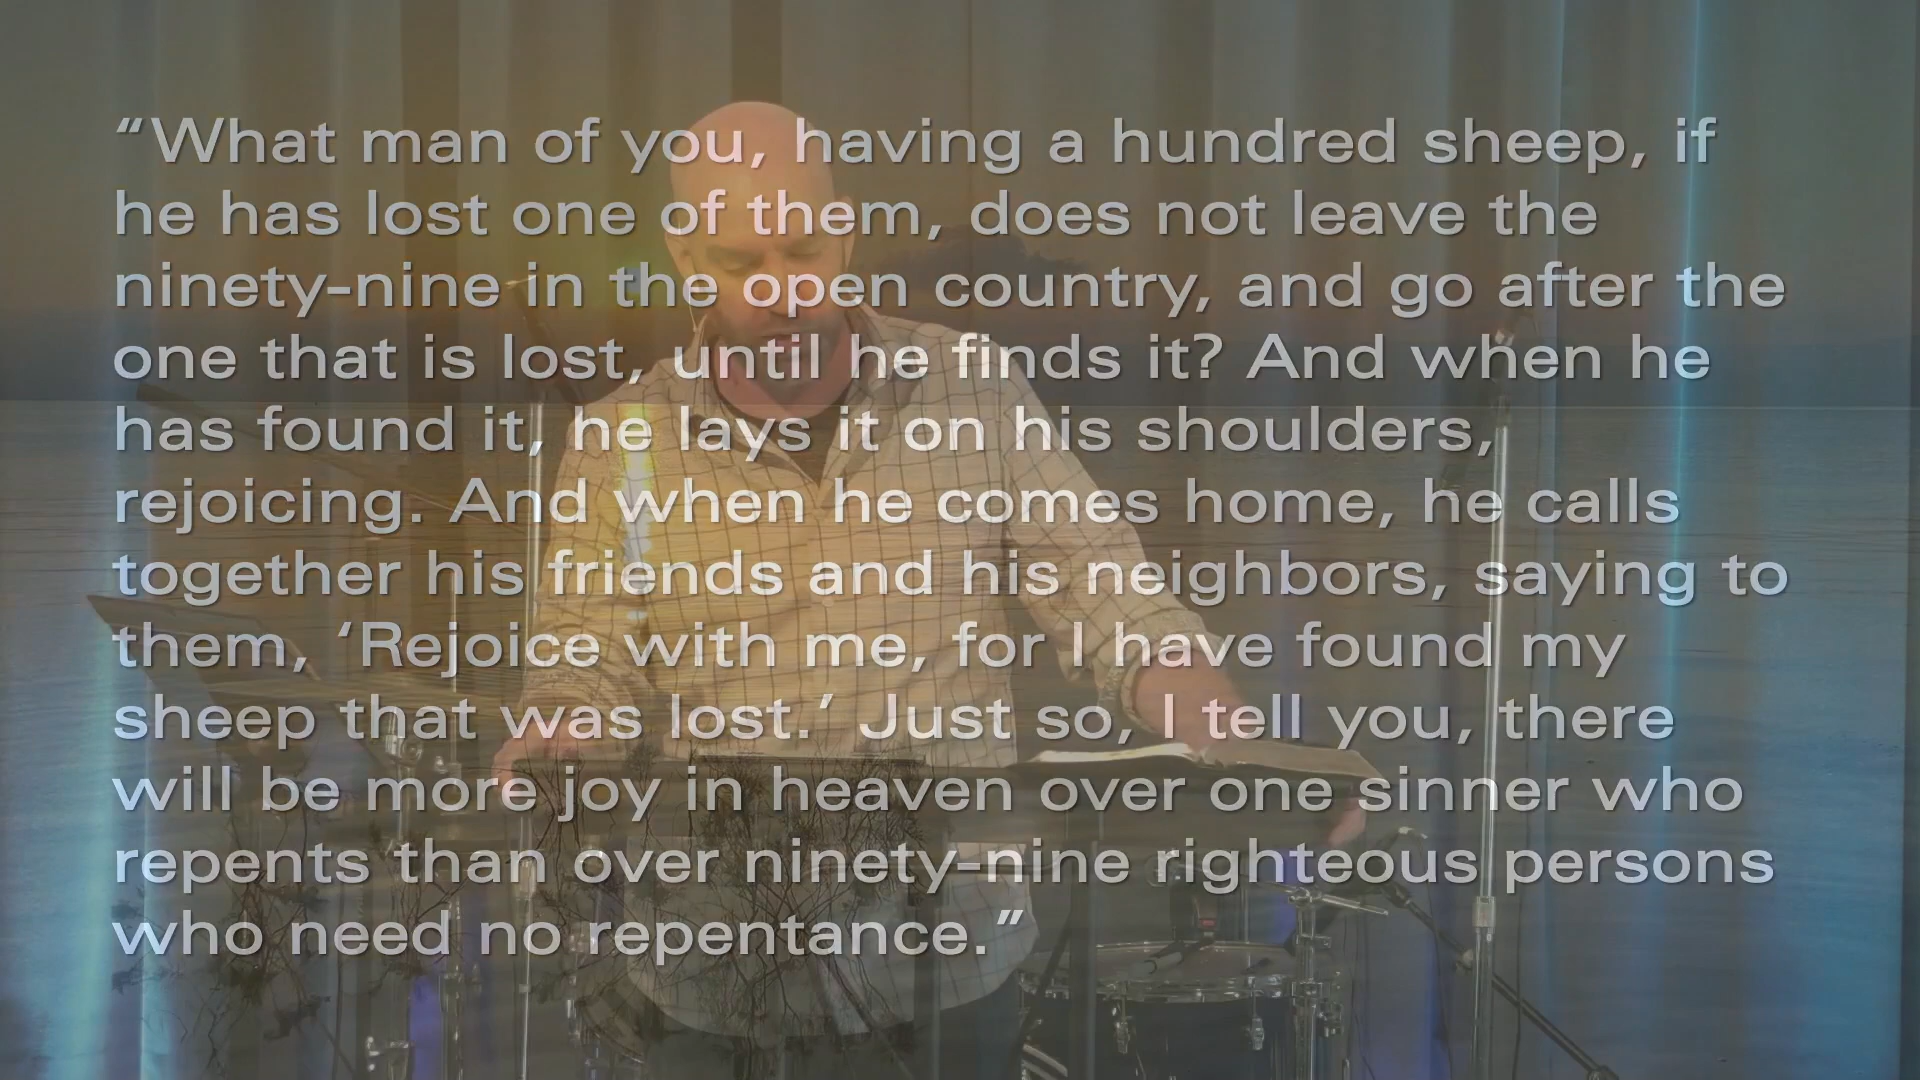 “What man of you, having a hundred sheep, if
he has lost one of them, does not leave the
ninety-nine in the open country, and go after the
one that is lost, until he finds it? And when he
has found it, he lays it on his shoulders,
rejoicing. And when he comes home, he calls
together his friends and his neighbors, saying to
them, ‘Rejoice with me, for I have found my
sheep that was lost.’ Just so, I tell you, there
will be more joy in heaven over one sinner who
repents than over ninety-nine righteous persons
who need no repentance.”